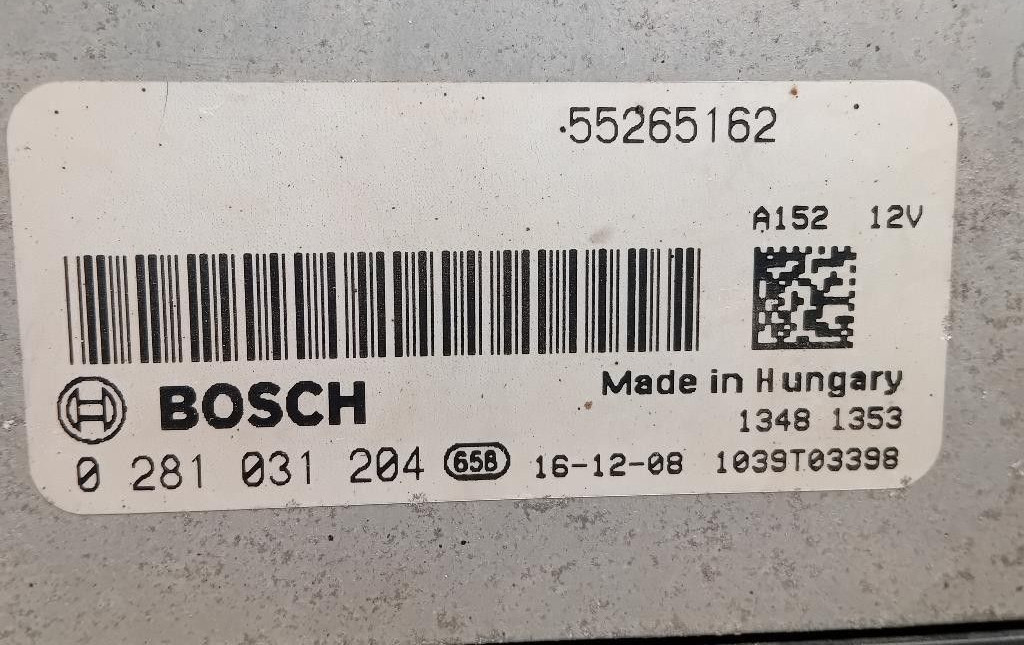 55265162
A152 12V
BOSCH
Made in Hungary
1348 1353
0 281 031 204 658 16-12-08 1039T03398